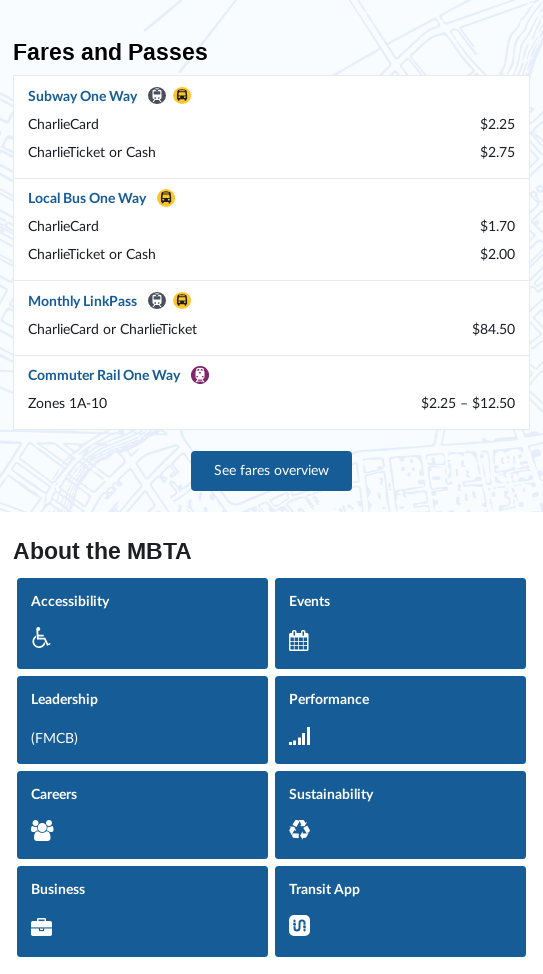 Fares and Passes
Subway One Way
CharlieCard $2.25
CharlieTicket or Cash $2.75
Local Bus One Way
CharlieCard $1.70
CharlieTicket or Cash $2.00
Monthly LinkPass
CharlieCard or CharlieTicket $84.50
Commuter Rail One Way
Zones 1A-10 $2.25 – $12.50
See fares overview
About the MBTA
Accessibility
Events
Leadership
(FMCB)
Performance
Careers
Sustainability
Business
Transit App